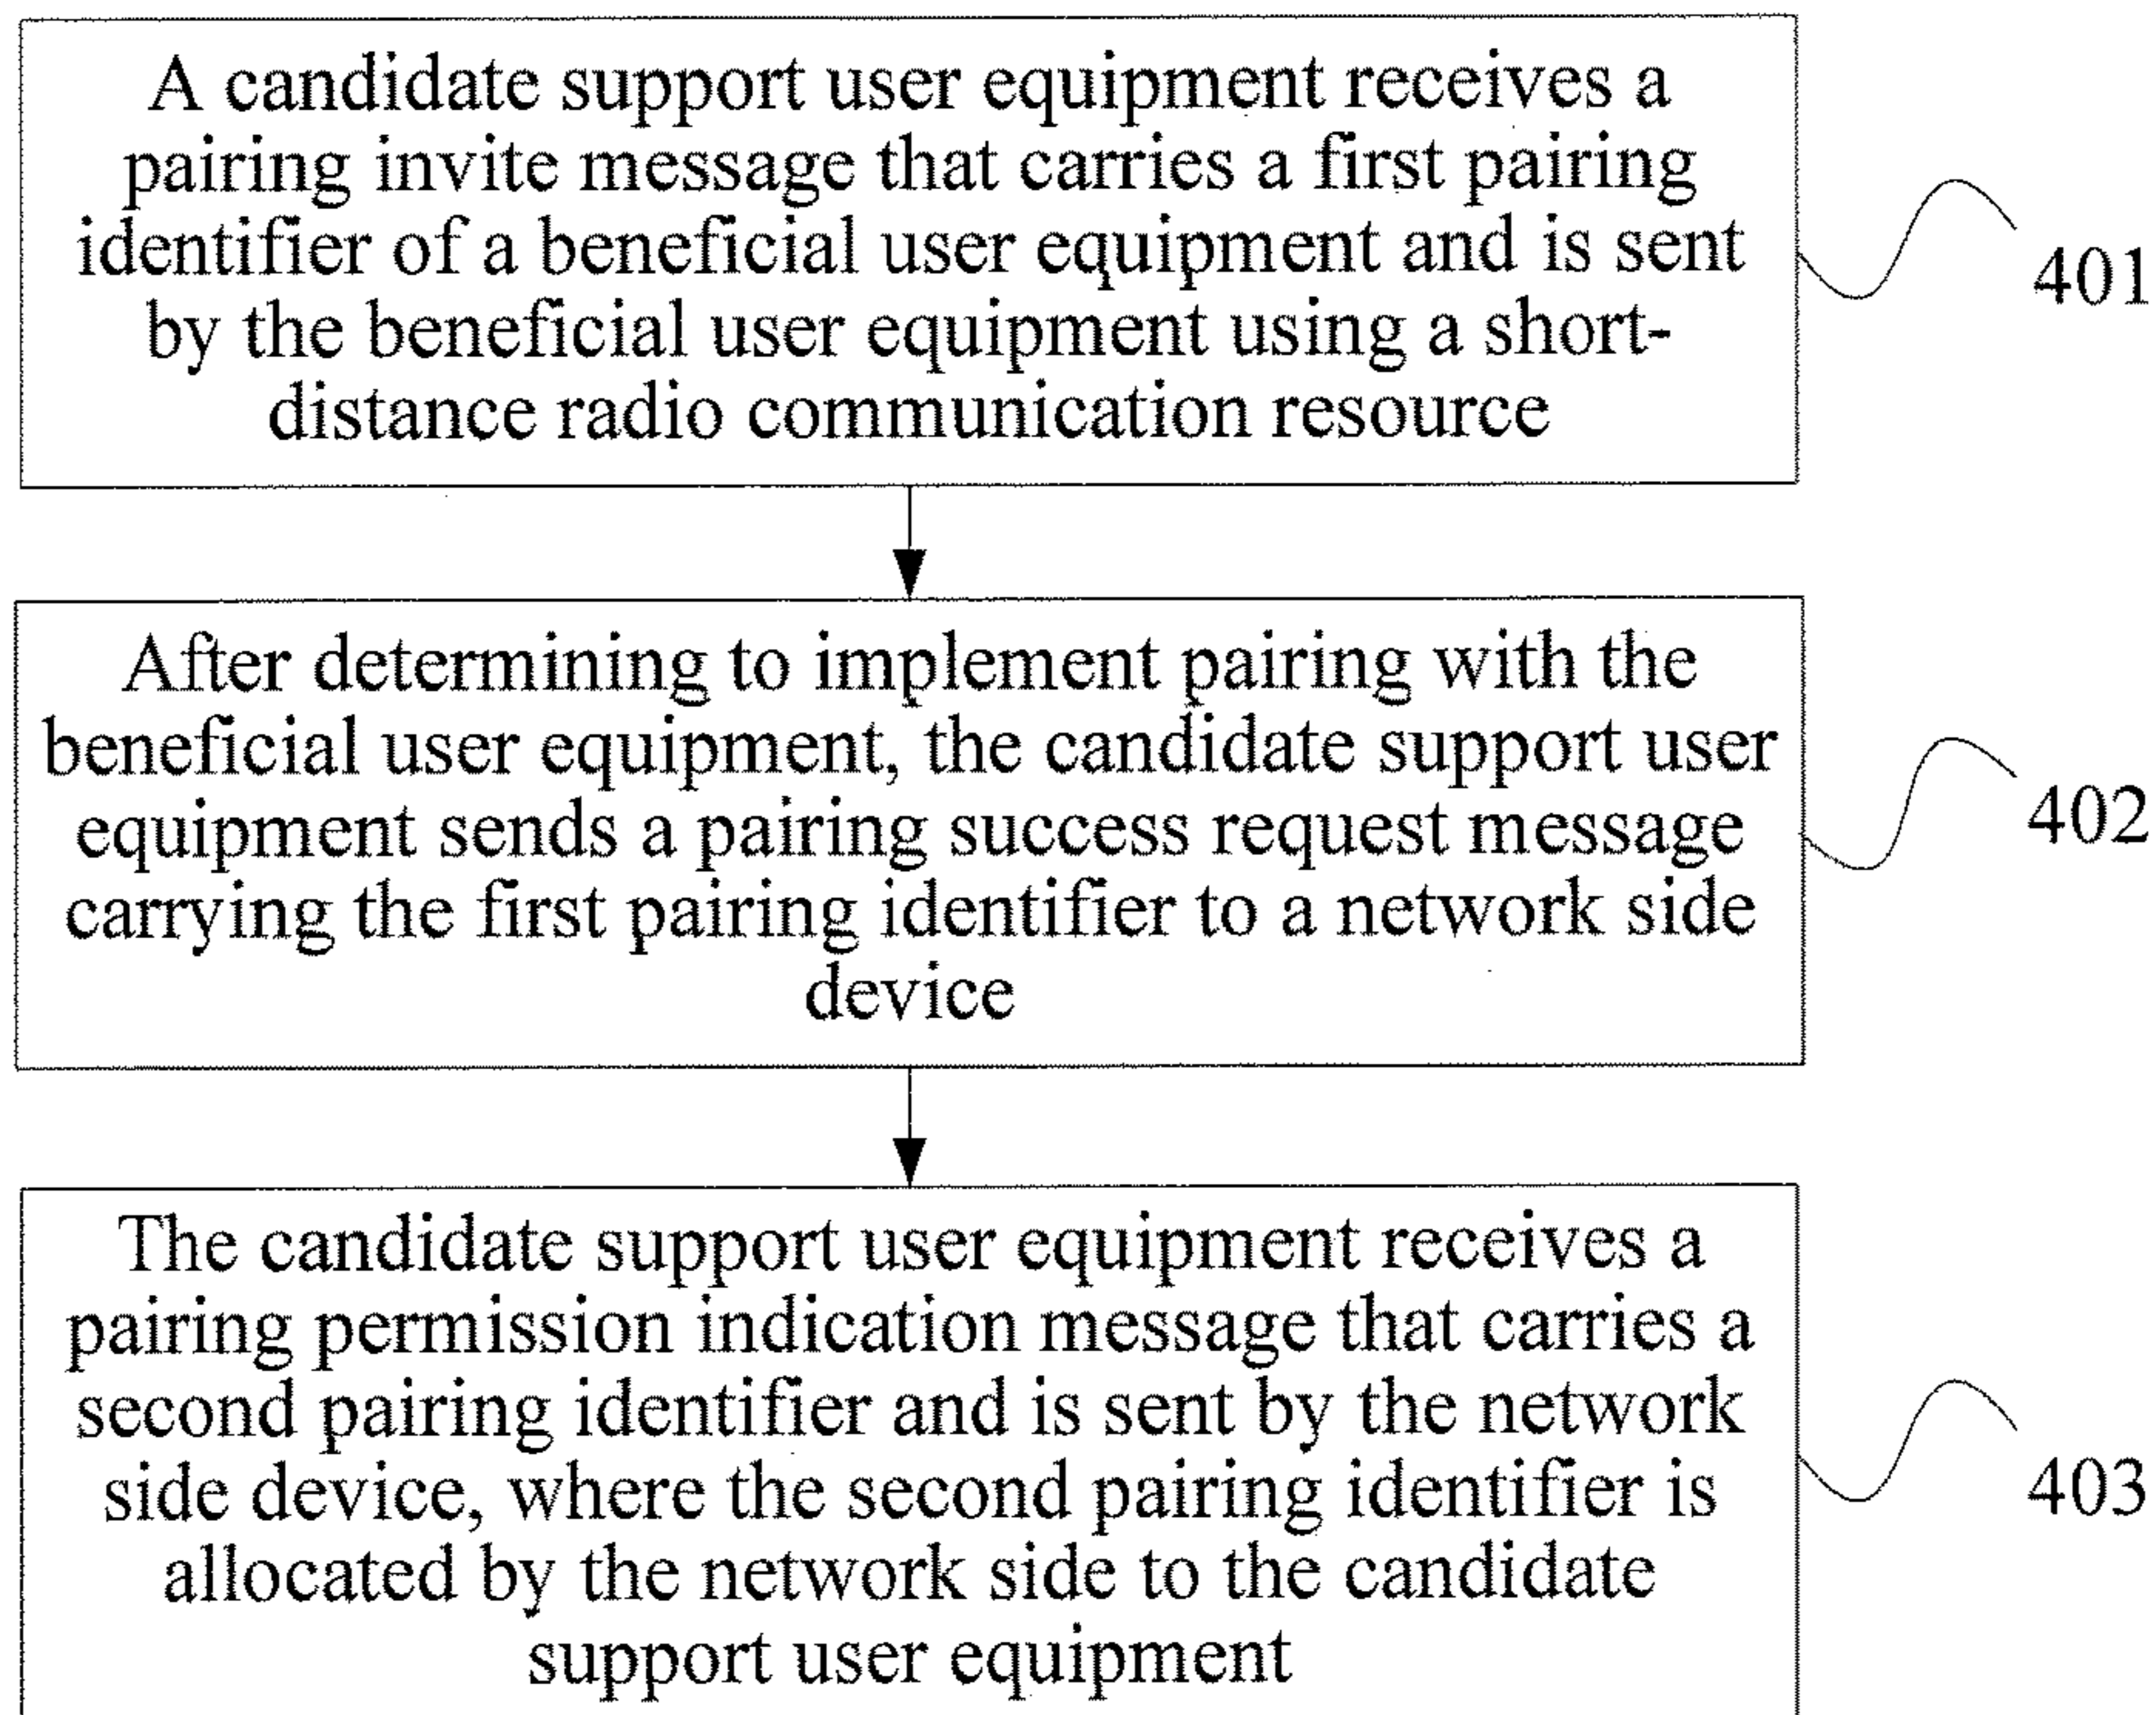 A candidate support user equipment receives a
pairing invite message that carries a first pairing
identifier of a beneficial user equipment and is sent
by the beneficial user equipment using a short-
distance radio communication resource
401
After determining to implement pairing with the
beneficial user equipment, the candidate support user
equipment sends a pairing success request message
carrying the first pairing identifier to a network side
device
402
The candidate support user equipment receives a
pairing permission indication message that carries a
second pairing identifier and is sent by the network
side device, where the second pairing identifier is
allocated by the network side to the candidate
support user equipment
403